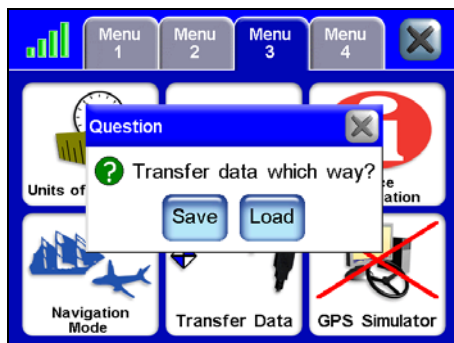 Menu 1
Menu 2
Menu 3
Menu 4
Question
Transfer data which way?
Save
Load
Units of
ce
ation
Navigation
Mode
Transfer Data
GPS Simulator